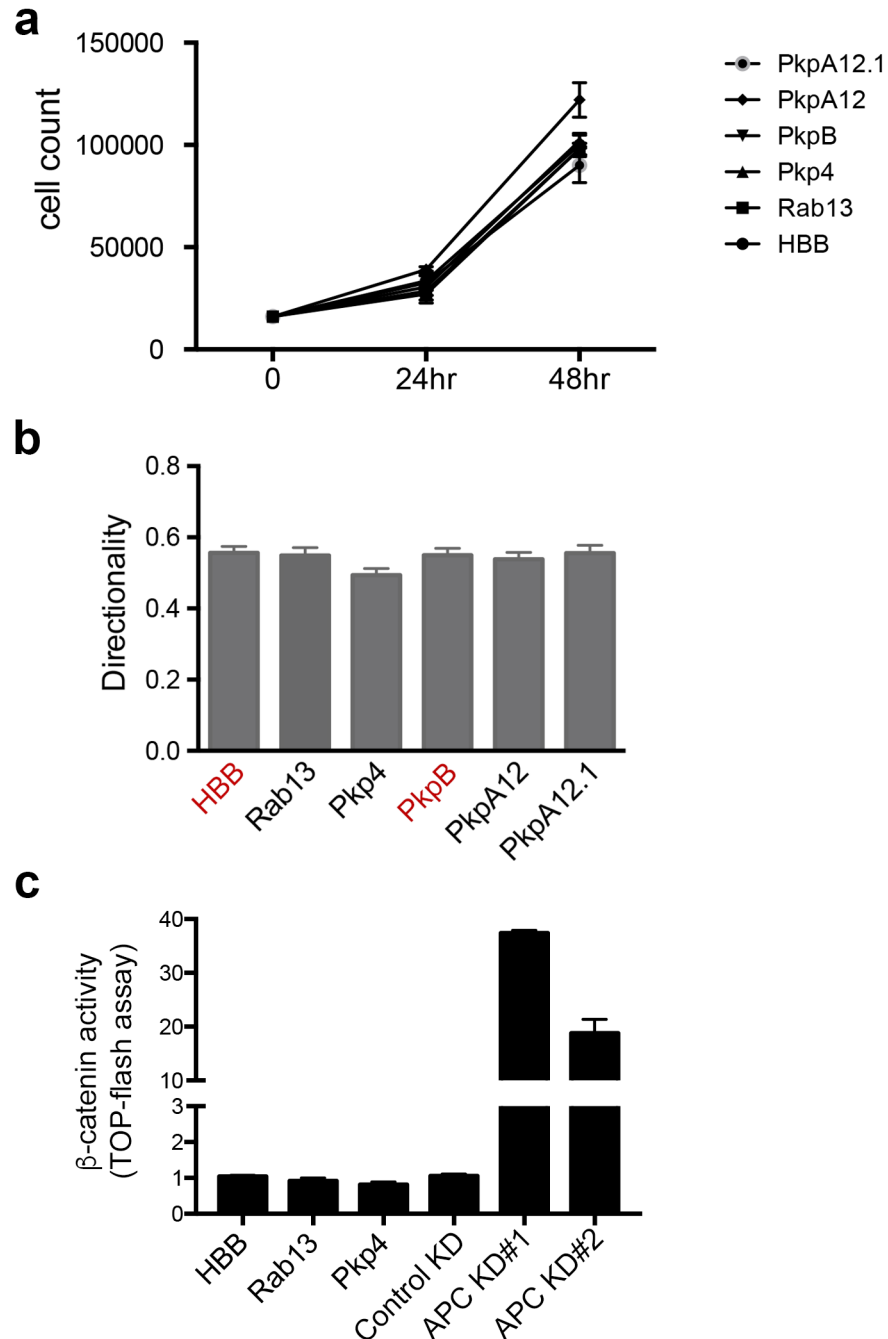 a
150000
100000
50000
0
cell count
0
24hr
48hr
PkpA12.1
PkpA12
PkpB
Pkp4
Rab13
HBB
b
0.8
0.6
0.4
0.2
0.0
Directionality
HBB
Rab13
Pkp4
PkpB
PkpA12
PkpA12.1
c
40
30
20
10
3
2
1
0
β-catenin activity
(TOP-flash assay)
HBB
Rab13
Pkp4
Control KD
APC KD#1
APC KD#2